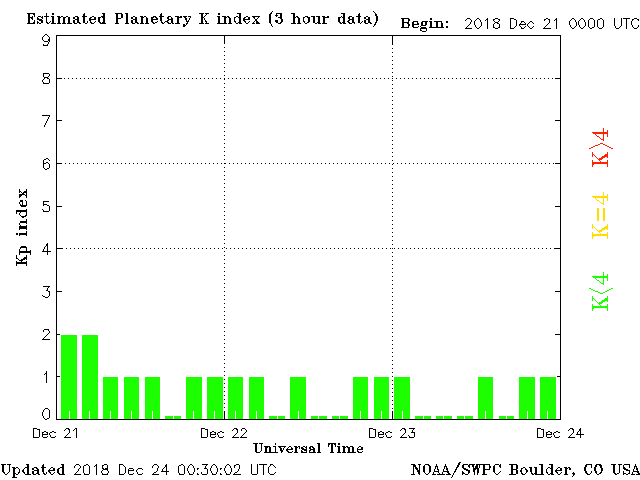 Estimated Planetary K index (3 hour data) Begin: 2018 Dec 21 0000 UTC
9
8
7
6
5
4
3
2
1
0
Kp index
K>4
K=4
K<4
Dec 21 Dec 22 Dec 23 Dec 24
Universal Time
Updated 2018 Dec 24 00:30:02 UTC NOAA/SWPC Boulder, CO USA